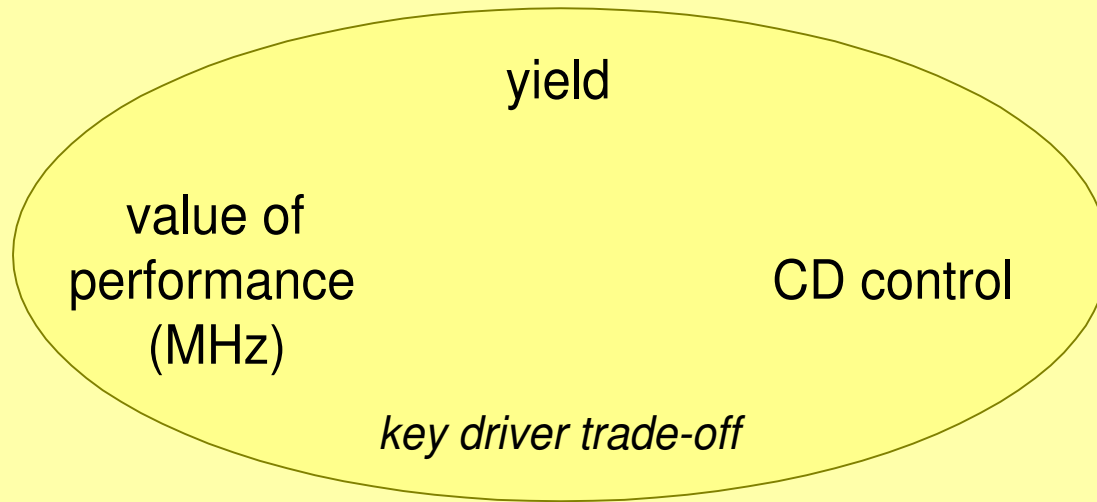 yield
value of
performance
(MHz)
CD control
key driver trade-off